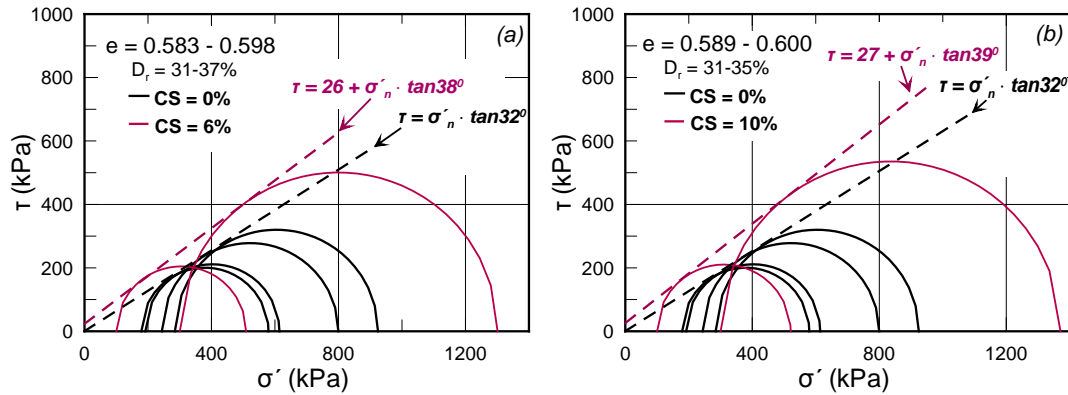 1000
800
600
400
200
0
τ (kPa)
e = 0.583 - 0.598
D_r = 31-37%
CS = 0%
CS = 6%
(a)
τ = 26 + σ´_n · tan38⁰
τ = σ´_n · tan32⁰
0 400 800 1200
σ´ (kPa)
1000
800
600
400
200
0
τ (kPa)
e = 0.589 - 0.600
D_r = 31-35%
CS = 0%
CS = 10%
(b)
τ = 27 + σ´_n · tan39⁰
τ = σ´_n · tan32⁰
0 400 800 1200
σ´ (kPa)